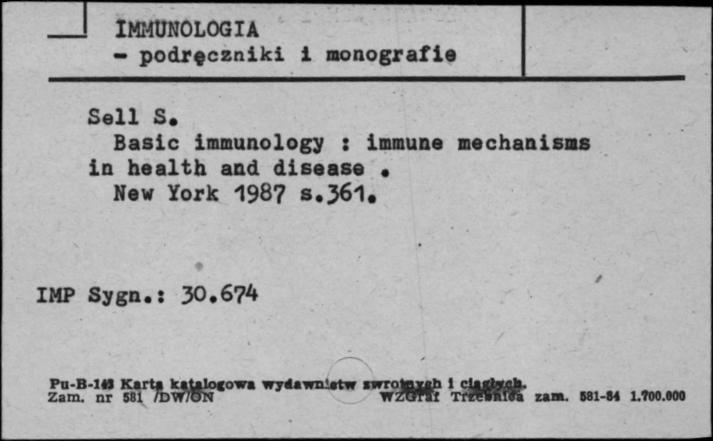 IMMUNOLOGIA
- podręczniki i monografie
Sell S.
Basic immunology : immune mechanisms
in health and disease .
New York 1987 s.361.
IMP Sygn.: 30.674
Pu-B-143 Karta katalogowa wydawnictw zwrotnych i ciągłych.
Zam. nr 581 /DW/ON WZGraf Trzebnica zam. 581-84 1.700.000